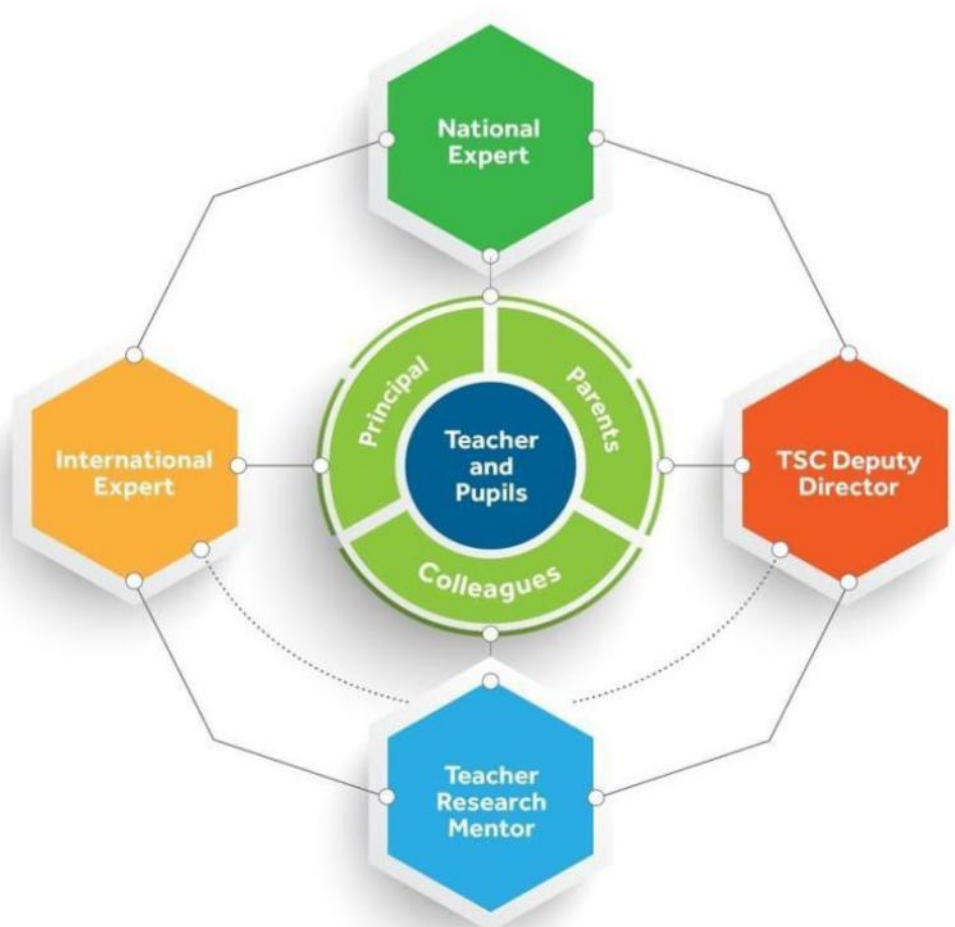 National
Expert
Principal
Parents
Teacher
and
Pupils
Colleagues
International
Expert
TSC Deputy
Director
Teacher
Research
Mentor